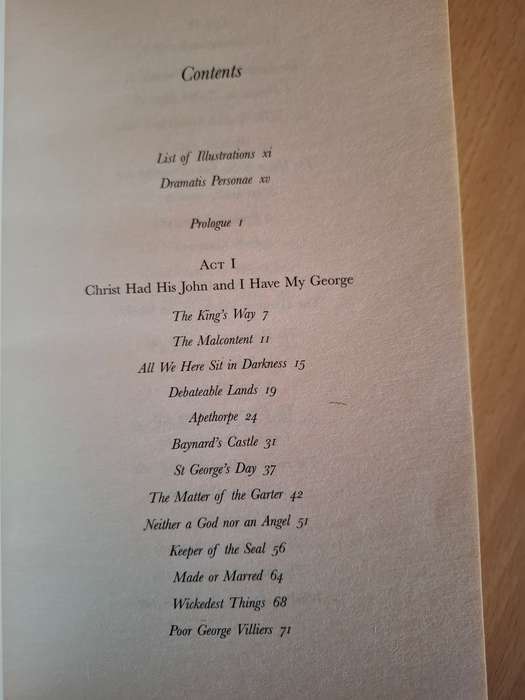 Contents
List of Illustrations xi
Dramatis Personae xv
Prologue 1
ACT I
Christ Had His John and I Have My George
The King's Way 7
The Malcontent 11
All We Here Sit in Darkness 15
Debateable Lands 19
Apethorpe 24
Baynard's Castle 31
St George's Day 37
The Matter of the Garter 42
Neither a God nor an Angel 51
Keeper of the Seal 56
Made or Marred 64
Wickedest Things 68
Poor George Villiers 71